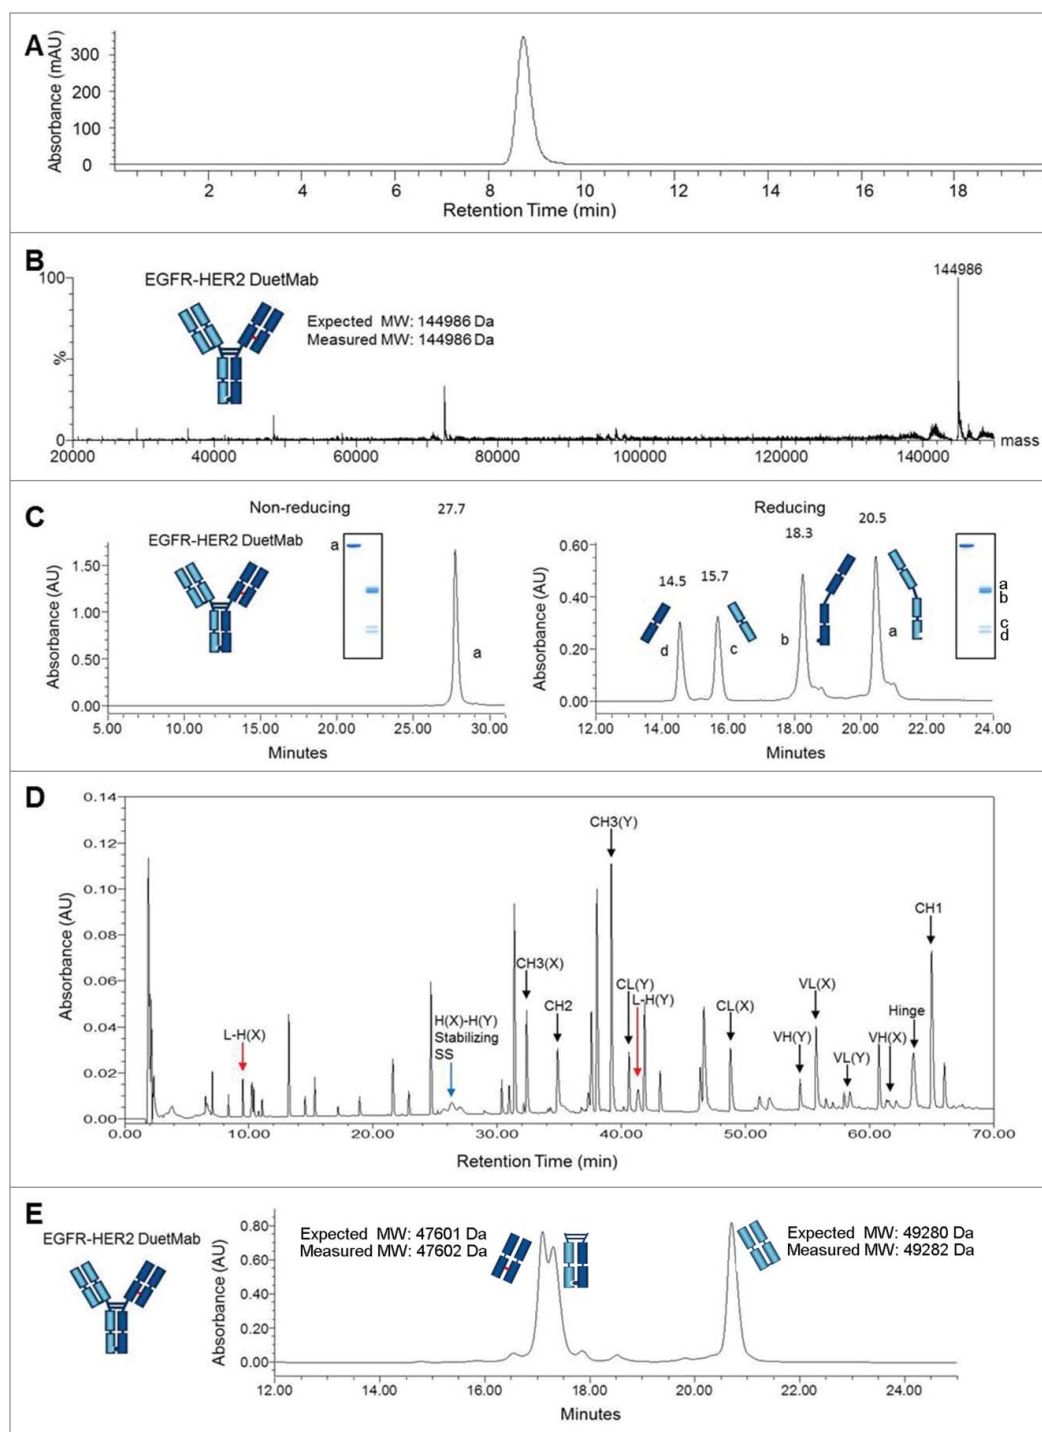 A
Absorbance (mAU)
300
200
100
0
2 4 6 8 10 12 14 16 18
Retention Time (min)
B
100
%
0
EGFR-HER2 DuetMab
Expected MW: 144986 Da
Measured MW: 144986 Da
144986
20000 40000 60000 80000 100000 120000 140000 mass
C
Non-reducing
27.7
EGFR-HER2 DuetMab
a
Absorbance (AU)
1.50
1.00
0.50
0.00
a
5.00 10.00 15.00 20.00 25.00 30.00
Minutes
Reducing
Absorbance (AU)
0.60
0.40
0.20
0.00
14.5 15.7 18.3 20.5
d c b a
a
b
c
d
12.00 14.00 16.00 18.00 20.00 22.00 24.00
Minutes
D
Absorbance (AU)
0.14
0.12
0.10
0.08
0.06
0.04
0.02
0.00
L-H(X)
H(X)-H(Y)
Stabilizing
SS
CH3(X)
CH2
CH3(Y)
CL(Y)
L-H(Y)
CL(X)
VH(Y)
VL(X)
VL(Y)
VH(X)
Hinge
CH1
0.00 10.00 20.00 30.00 40.00 50.00 60.00 70.00
Retention Time (min)
E
EGFR-HER2 DuetMab
Absorbance (AU)
0.80
0.60
0.40
0.20
0.00
Expected MW: 47601 Da
Measured MW: 47602 Da
Expected MW: 49280 Da
Measured MW: 49282 Da
12.00 14.00 16.00 18.00 20.00 22.00 24.00
Minutes